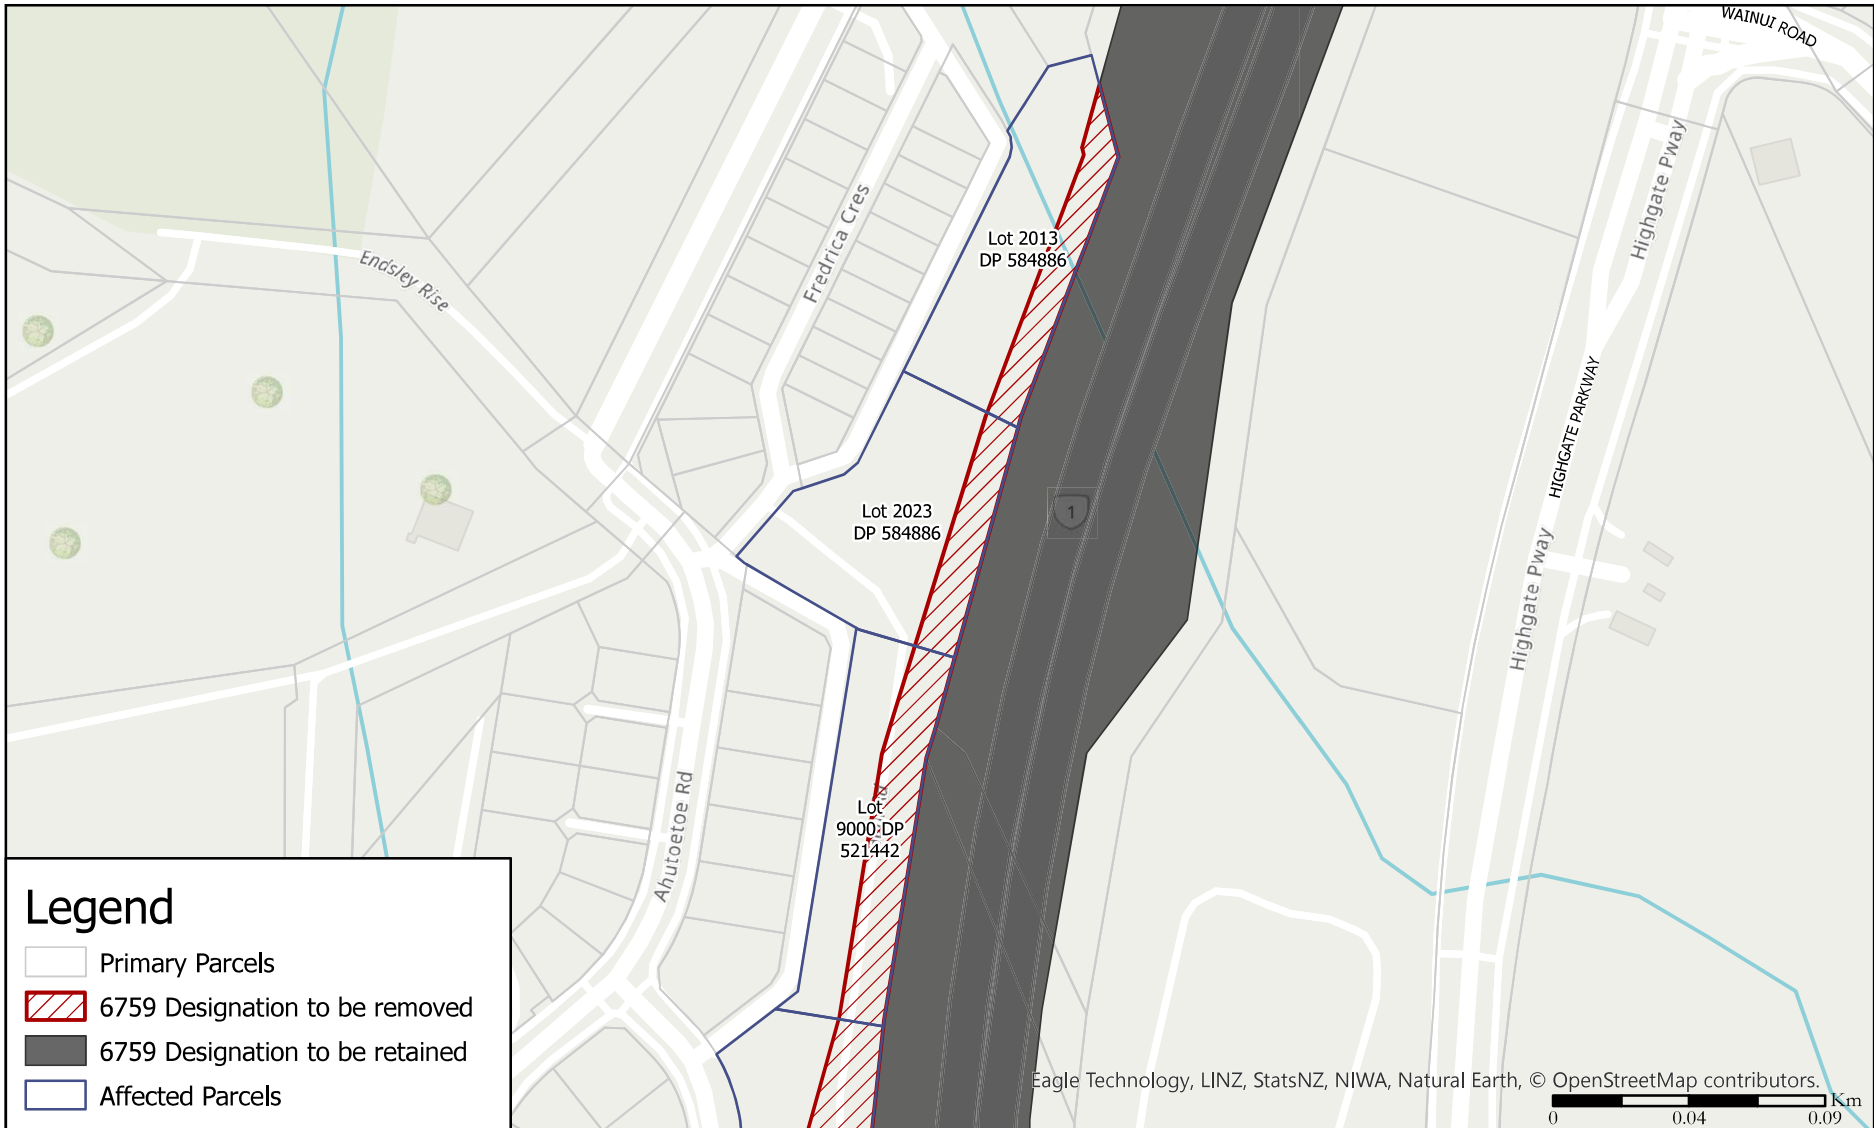 WAINUI ROAD
Highgate Pway
Fredrica Cres
Lot 2013
DP 584886
Endsley Rise
HIGHGATE PARKWAY
Lot 2023
DP 584886
1
Highgate Pway
Ahutoetoe Rd
Lot
9000 DP
521442
Legend
Primary Parcels
6759 Designation to be removed
6759 Designation to be retained
Affected Parcels
Eagle Technology, LINZ, StatsNZ, NIWA, Natural Earth, © OpenStreetMap contributors.
Km
0 0.04 0.09